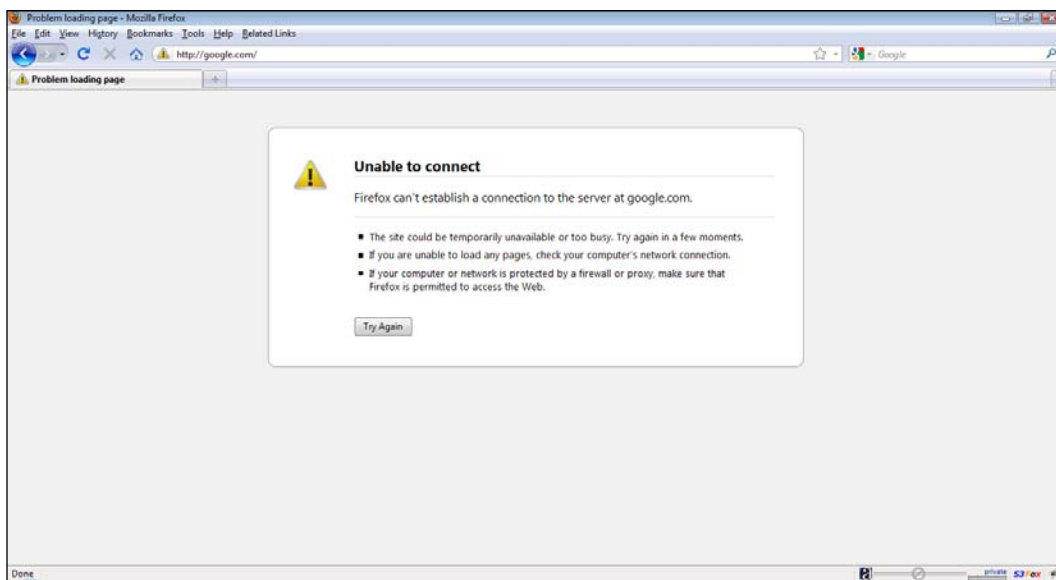 Problem loading page - Mozilla Firefox
File Edit View History Bookmarks Tools Help Related Links
http://google.com/ Google
Problem loading page
Unable to connect
Firefox can't establish a connection to the server at google.com.
The site could be temporarily unavailable or too busy. Try again in a few moments.
If you are unable to load any pages, check your computer's network connection.
If your computer or network is protected by a firewall or proxy, make sure that
Firefox is permitted to access the Web.
Try Again
Done private S3Fox